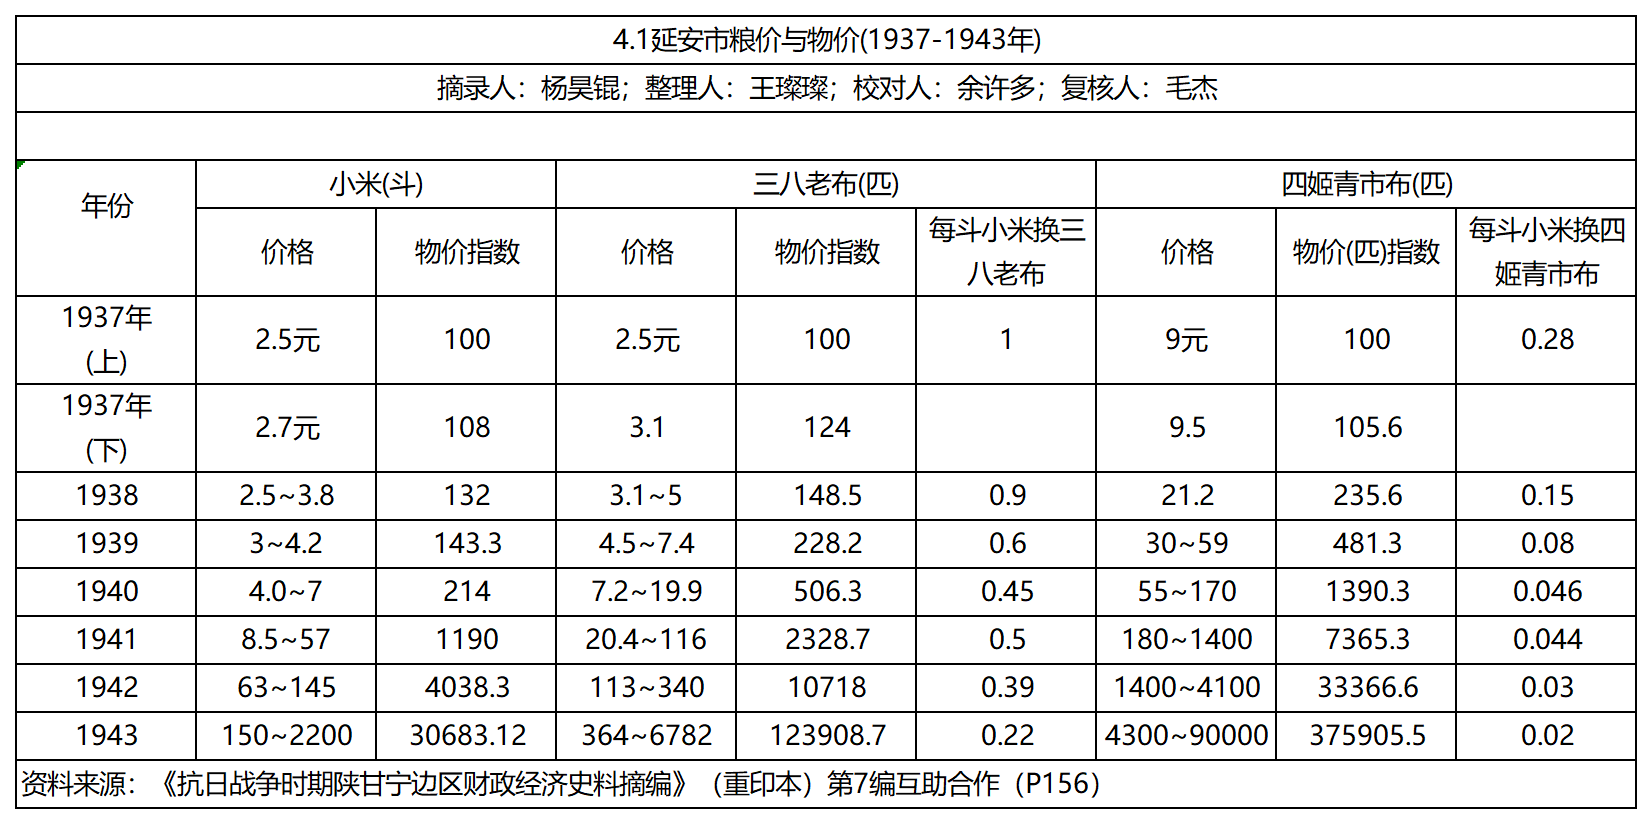 4.1延安市粮价与物价(1937-1943年)
摘录人：杨昊锟；整理人：王璨璨；校对人：余许多；复核人：毛杰
年份 小米(斗) 三八老布(匹) 四姬青市布(匹)
价格 物价指数 价格 物价指数 每斗小米换三八老布 价格 物价(匹)指数 每斗小米换四姬青市布
1937年(上) 2.5元 100 2.5元 100 1 9元 100 0.28
1937年(下) 2.7元 108 3.1 124 9.5 105.6
1938 2.5~3.8 132 3.1~5 148.5 0.9 21.2 235.6 0.15
1939 3~4.2 143.3 4.5~7.4 228.2 0.6 30~59 481.3 0.08
1940 4.0~7 214 7.2~19.9 506.3 0.45 55~170 1390.3 0.046
1941 8.5~57 1190 20.4~116 2328.7 0.5 180~1400 7365.3 0.044
1942 63~145 4038.3 113~340 10718 0.39 1400~4100 33366.6 0.03
1943 150~2200 30683.12 364~6782 123908.7 0.22 4300~90000 375905.5 0.02
资料来源：《抗日战争时期陕甘宁边区财政经济史料摘编》（重印本）第7编互助合作（P156）